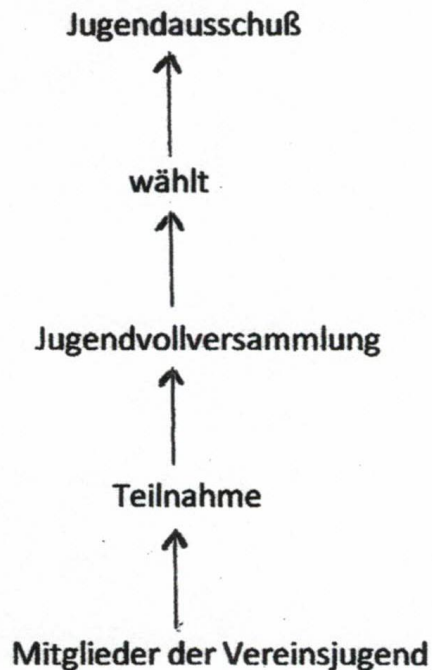 Jugendausschuß
wählt
Jugendvollversammlung
Teilnahme
Mitglieder der Vereinsjugend